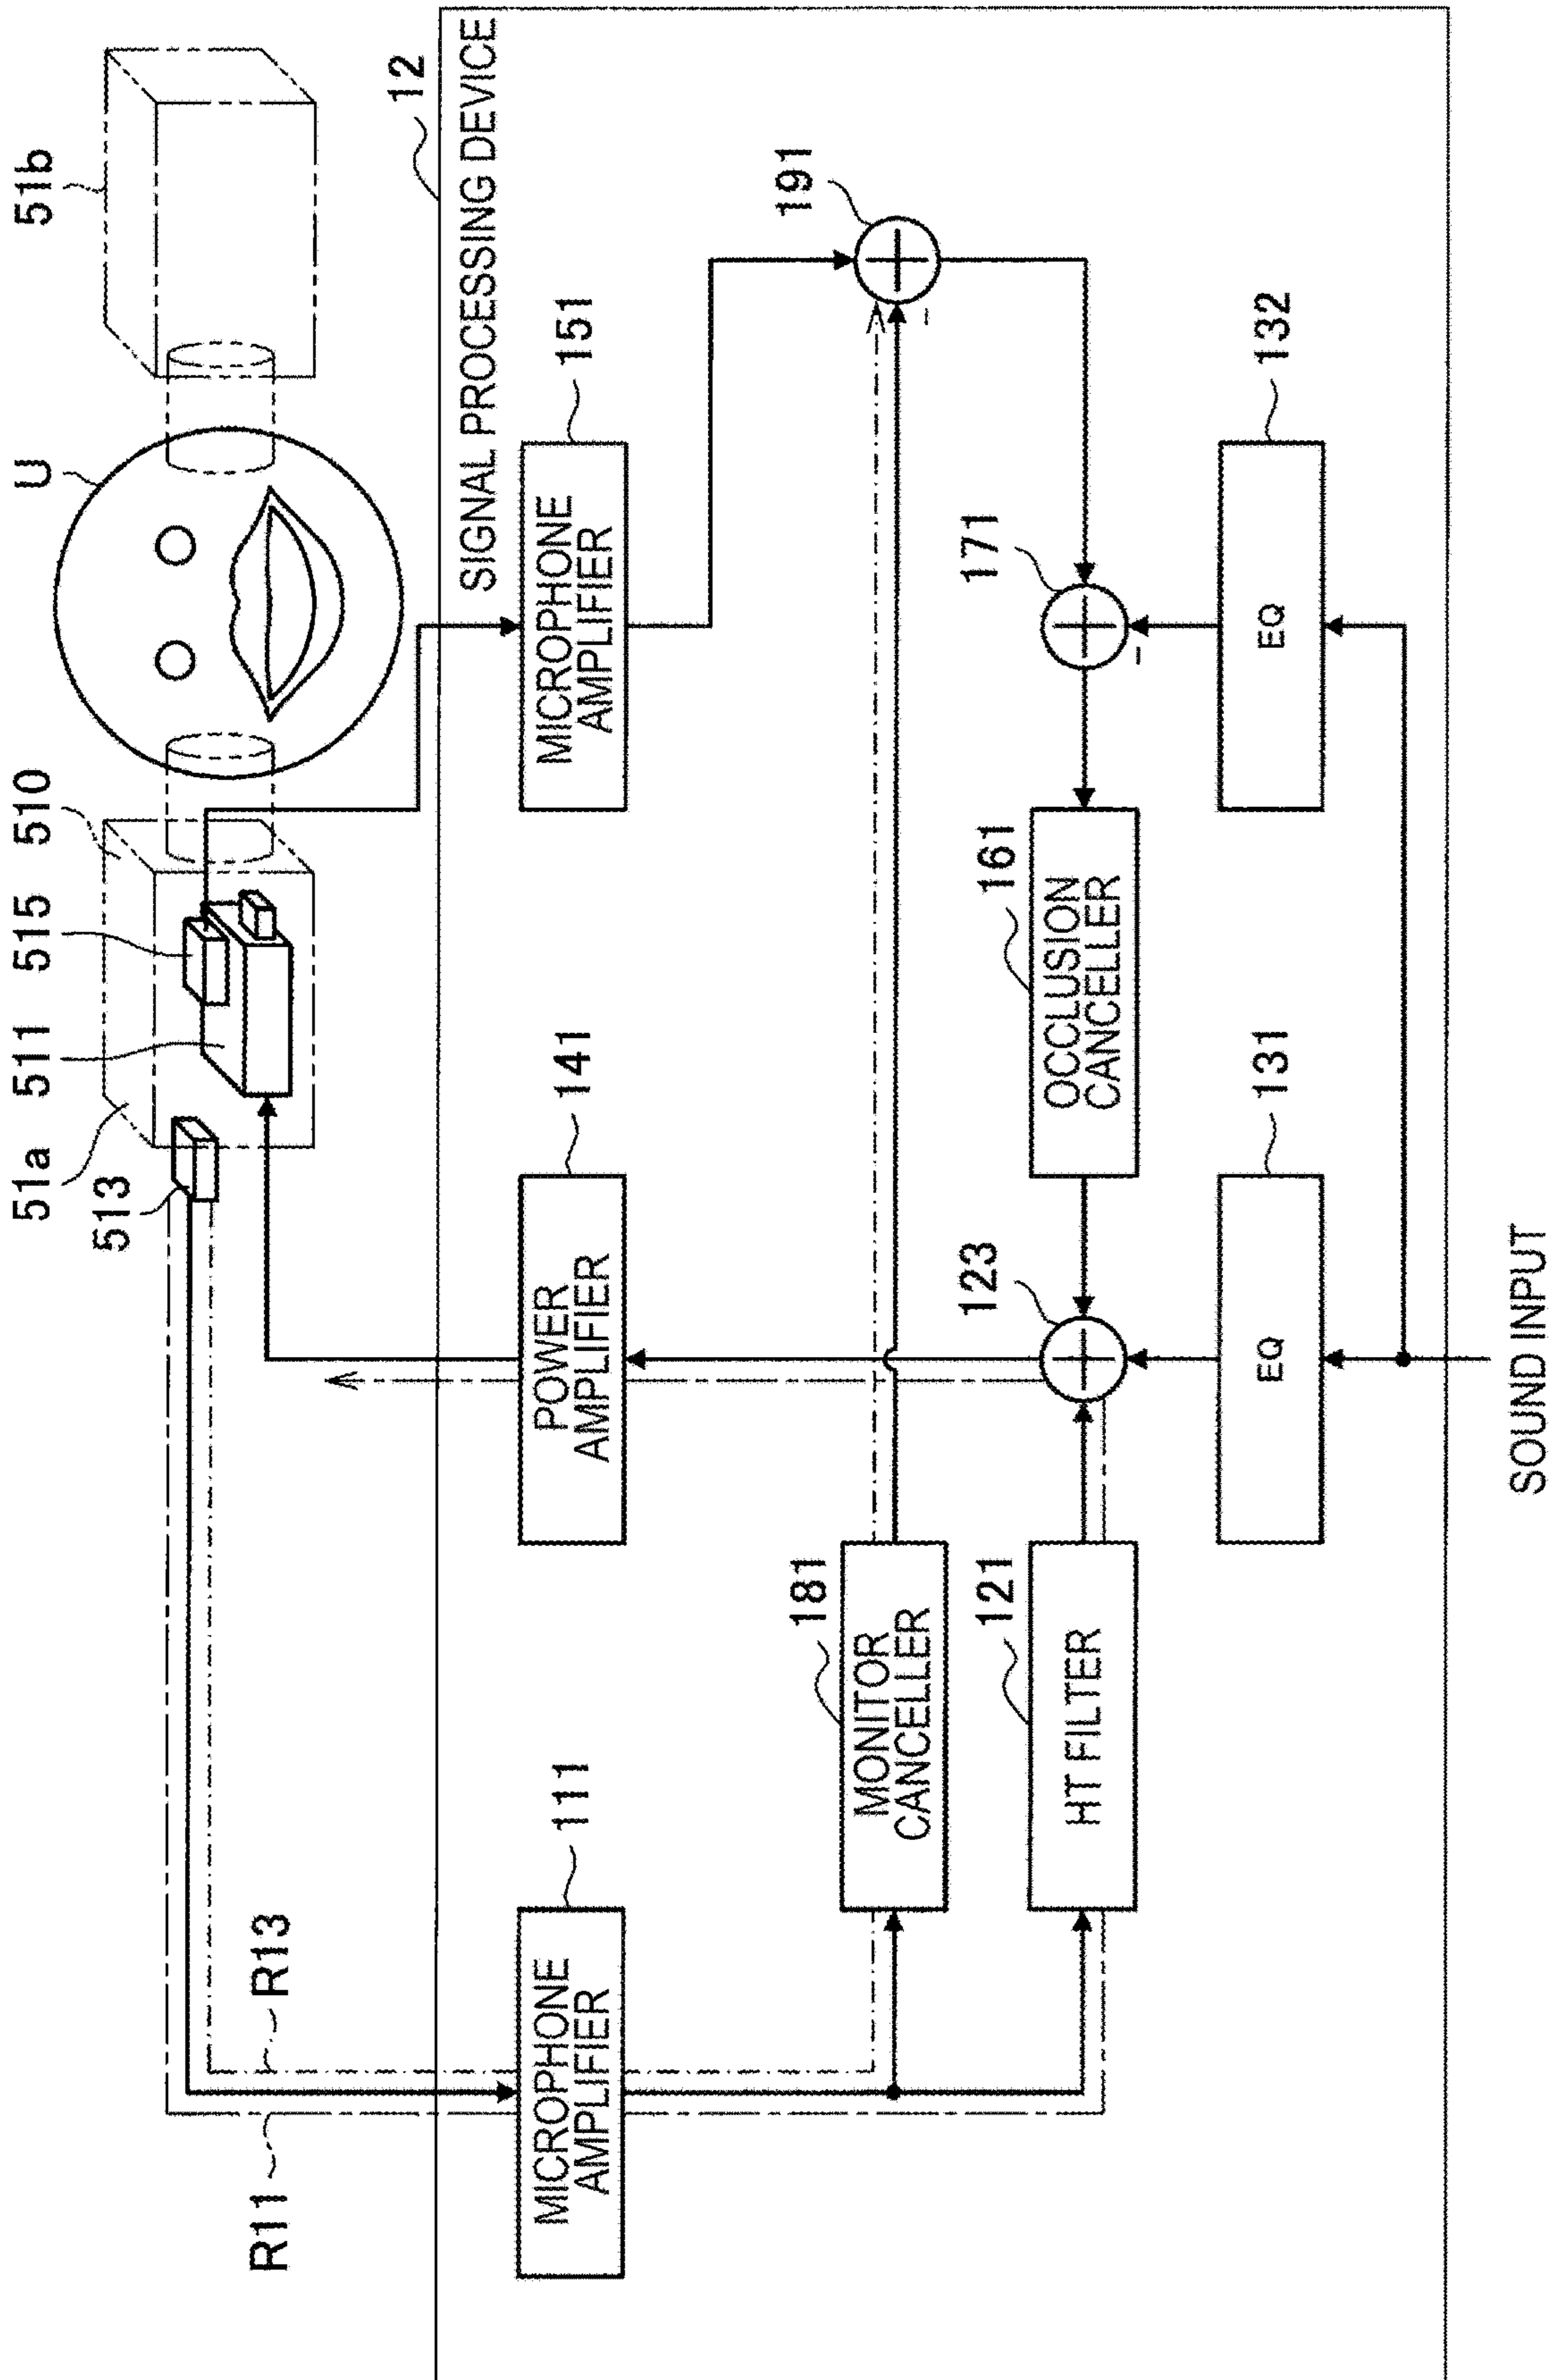 R11
R13
513
51a
511
515
510
U
51b
12
SIGNAL PROCESSING DEVICE
111
MICROPHONE
AMPLIFIER
141
POWER
AMPLIFIER
151
MICROPHONE
AMPLIFIER
181
MONITOR
CANCELLER
191
−
121
HT FILTER
123
161
OCCLUSION
CANCELLER
171
−
131
EQ
132
EQ
SOUND INPUT